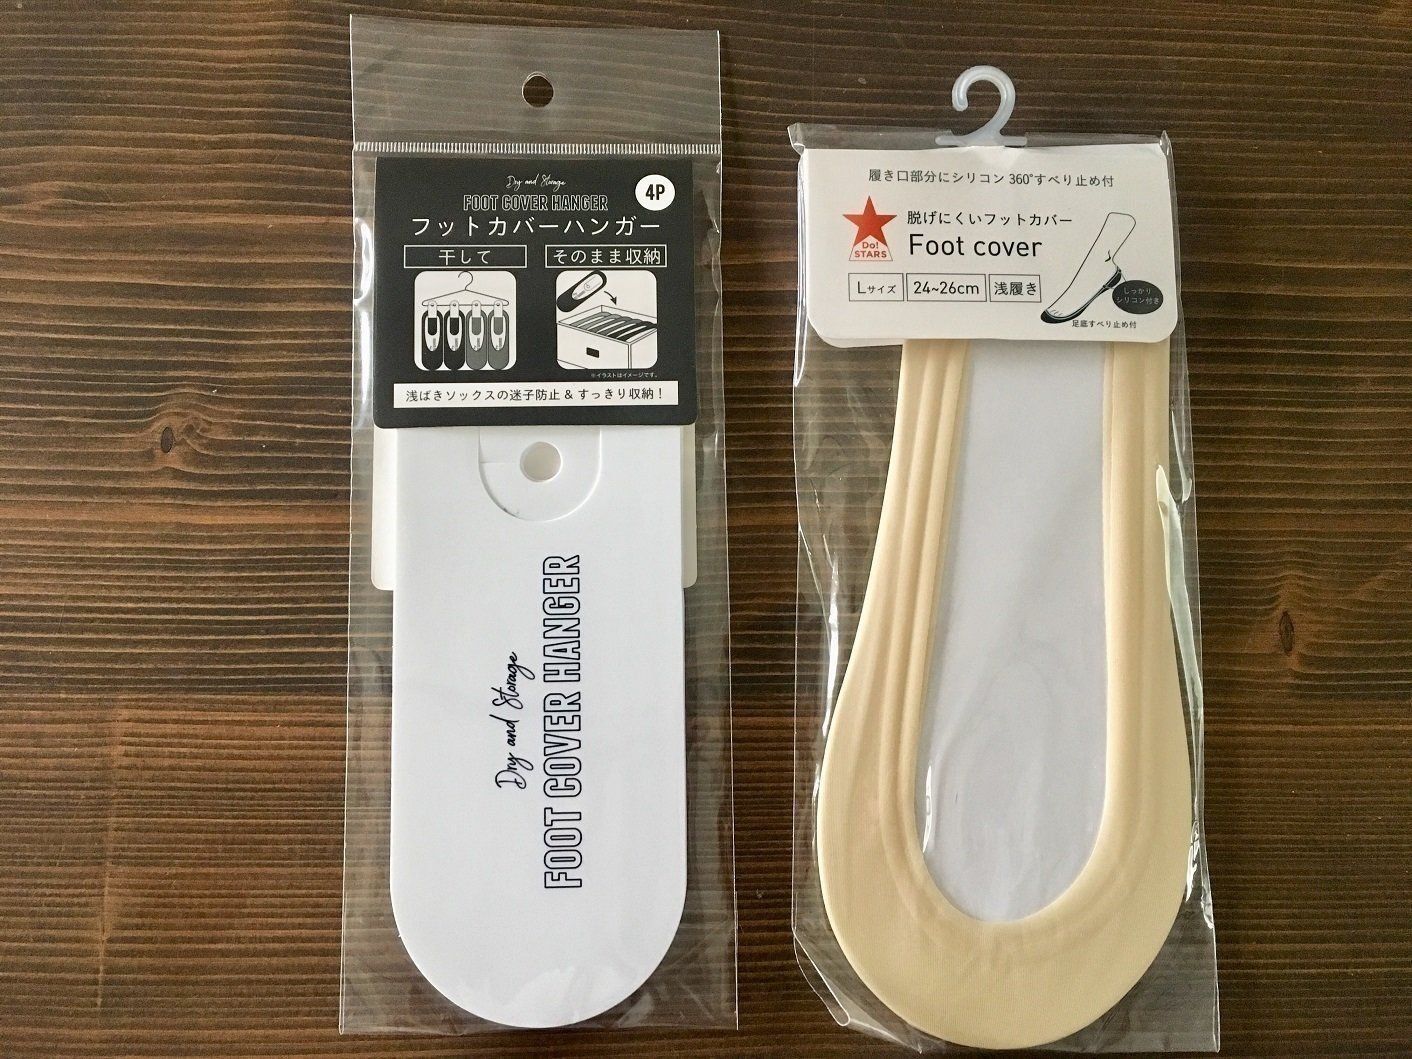 Dry and Storage
FOOT COVER HANGER
4P
フットカバーハンガー
干して
そのまま収納
※イラストはイメージです。
浅ばきソックスの迷子防止&すっきり収納!
Dry and Storage
FOOT COVER HANGER
履き口部分にシリコン360°すべり止め付
Do!
STARS
脱げにくいフットカバー
Foot cover
Lサイズ
24~26cm
浅履き
しっかり
シリコン付き
足底すべり止め付